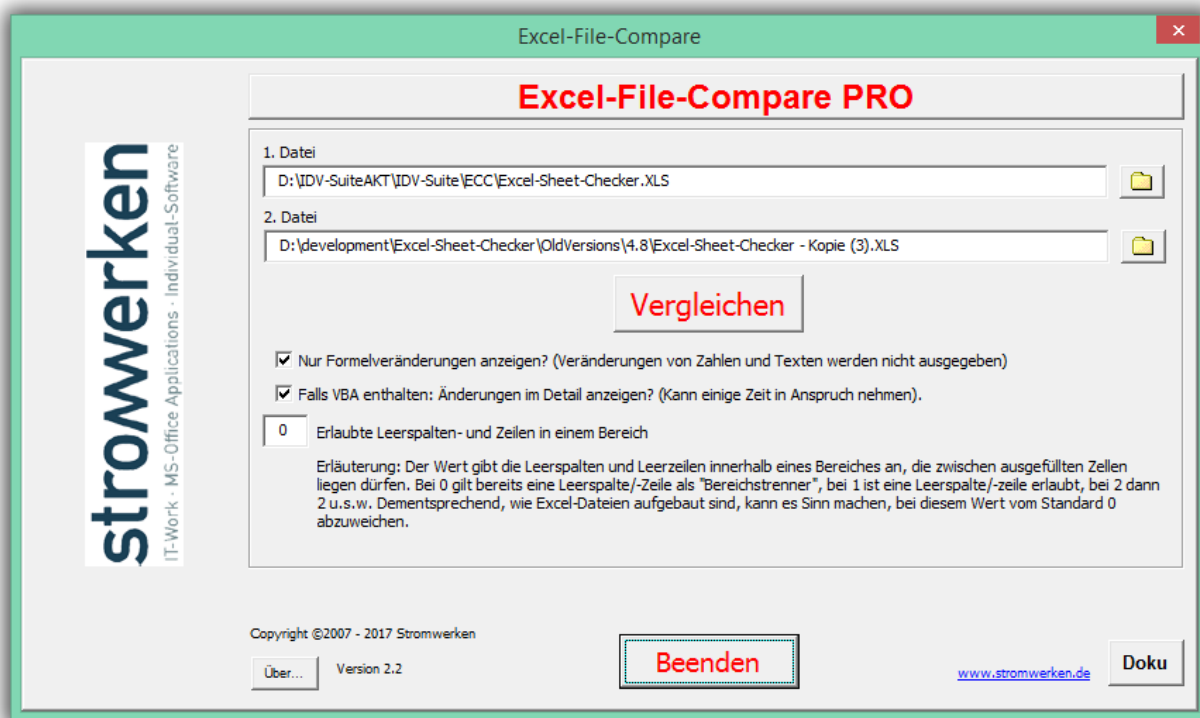 Excel-File-Compare
Excel-File-Compare PRO
stromwerken
IT-Work · MS-Office Applications · Individual-Software
1. Datei
D:\IDV-SuiteAKT\IDV-Suite\ECC\Excel-Sheet-Checker.XLS
2. Datei
D:\development\Excel-Sheet-Checker\OldVersions\4.8\Excel-Sheet-Checker - Kopie (3).XLS
Vergleichen
Nur Formelveränderungen anzeigen? (Veränderungen von Zahlen und Texten werden nicht ausgegeben)
Falls VBA enthalten: Änderungen im Detail anzeigen? (Kann einige Zeit in Anspruch nehmen).
0 Erlaubte Leerspalten- und Zeilen in einem Bereich
Erläuterung: Der Wert gibt die Leerspalten und Leerzeilen innerhalb eines Bereiches an, die zwischen ausgefüllten Zellen
liegen dürfen. Bei 0 gilt bereits eine Leerspalte/-Zeile als "Bereichstrenner", bei 1 ist eine Leerspalte/-zeile erlaubt, bei 2 dann
2 u.s.w. Dementsprechend, wie Excel-Dateien aufgebaut sind, kann es Sinn machen, bei diesem Wert vom Standard 0
abzuweichen.
Copyright ©2007 - 2017 Stromwerken
Über... Version 2.2
Beenden
www.stromwerken.de
Doku